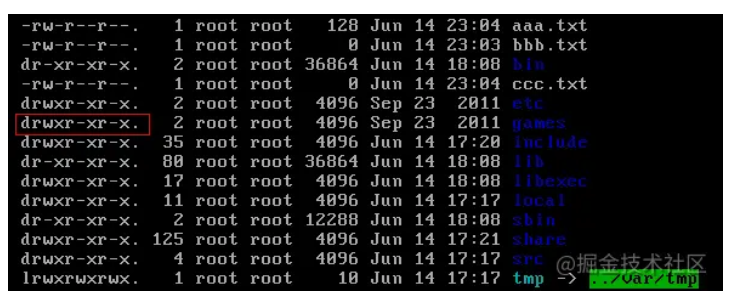 -rw-r--r--. 1 root root 128 Jun 14 23:04 aaa.txt
-rw-r--r--. 1 root root 0 Jun 14 23:03 bbb.txt
dr-xr-xr-x. 2 root root 36864 Jun 14 18:08 bin
-rw-r--r--. 1 root root 0 Jun 14 23:04 ccc.txt
drwxr-xr-x. 2 root root 4096 Sep 23 2011 etc
drwxr-xr-x. 2 root root 4096 Sep 23 2011 games
drwxr-xr-x. 35 root root 4096 Jun 14 17:20 include
dr-xr-xr-x. 80 root root 36864 Jun 14 18:08 lib
drwxr-xr-x. 17 root root 4096 Jun 14 18:08 libexec
drwxr-xr-x. 11 root root 4096 Jun 14 17:17 local
dr-xr-xr-x. 2 root root 12288 Jun 14 18:08 sbin
drwxr-xr-x. 125 root root 4096 Jun 14 17:21 share
drwxr-xr-x. 4 root root 4096 Jun 14 17:17 src
lrwxrwxrwx. 1 root root 10 Jun 14 17:17 tmp -> ../var/tmp
@掘金技术社区